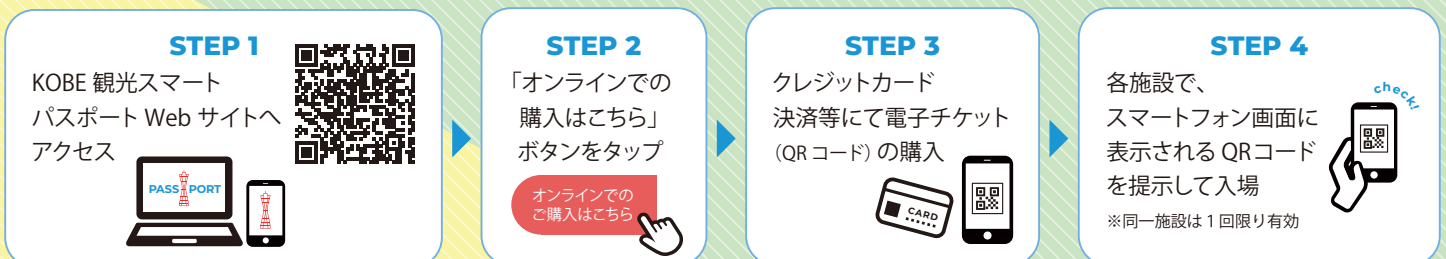 STEP 1
KOBE 観光スマート
パスポート Web サイトへ
アクセス
PASS PORT
STEP 2
「オンラインでの
購入はこちら」
ボタンをタップ
オンラインでの
ご購入はこちら
STEP 3
クレジットカード
決済等にて電子チケット
（QR コード）の購入
CARD
STEP 4
各施設で、
スマートフォン画面に
表示される QRコード
を提示して入場
※同一施設は 1 回限り有効
check!